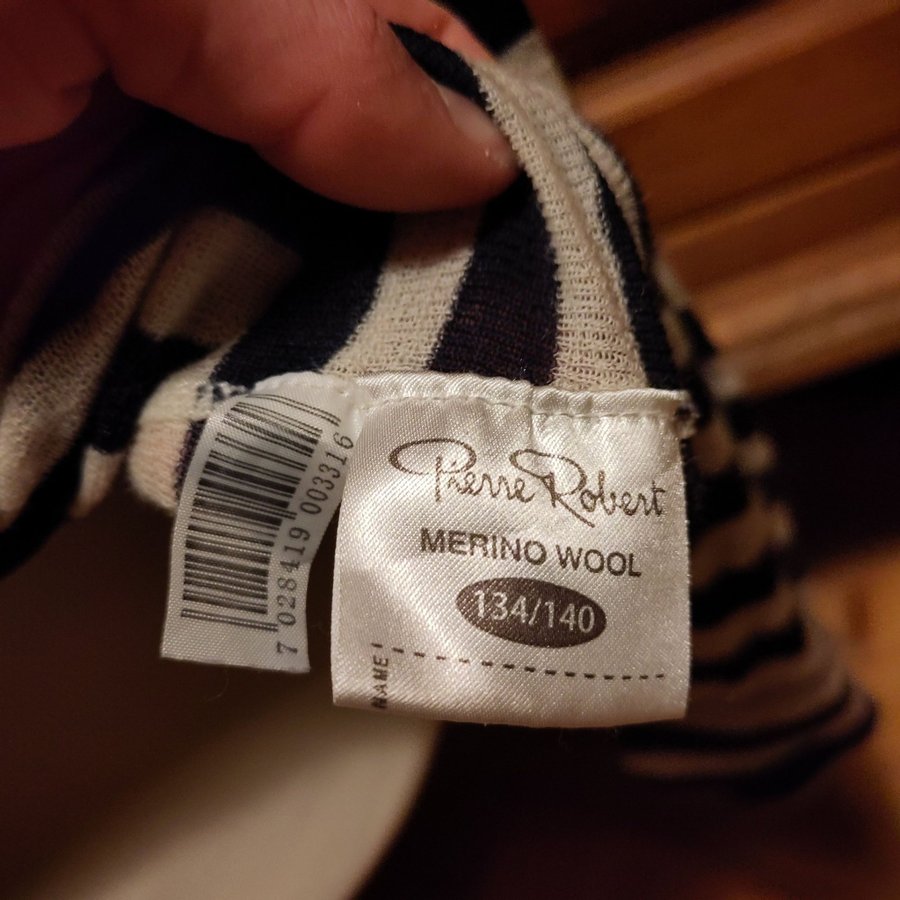 7 028419 003316
Pierre Robert
MERINO WOOL
134/140
NAME